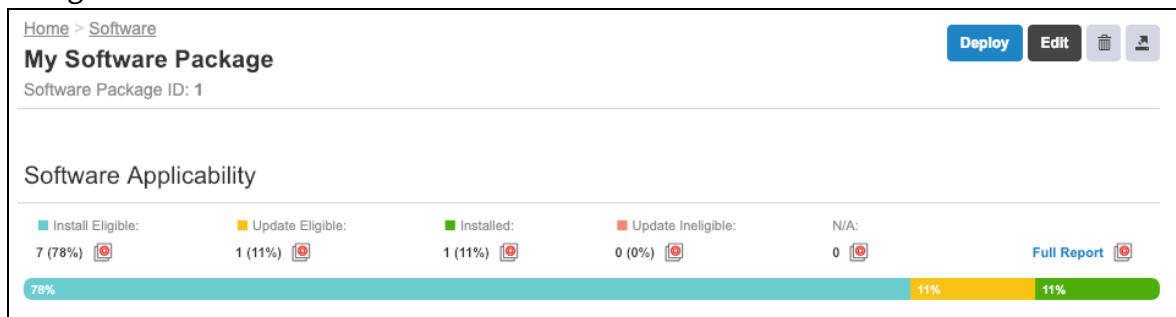 Home > Software
My Software Package
Software Package ID: 1
Deploy Edit
Software Applicability
Install Eligible: Update Eligible: Installed: Update Ineligible: N/A:
7 (78%) 1 (11%) 1 (11%) 0 (0%) 0 Full Report
78% 11% 11%